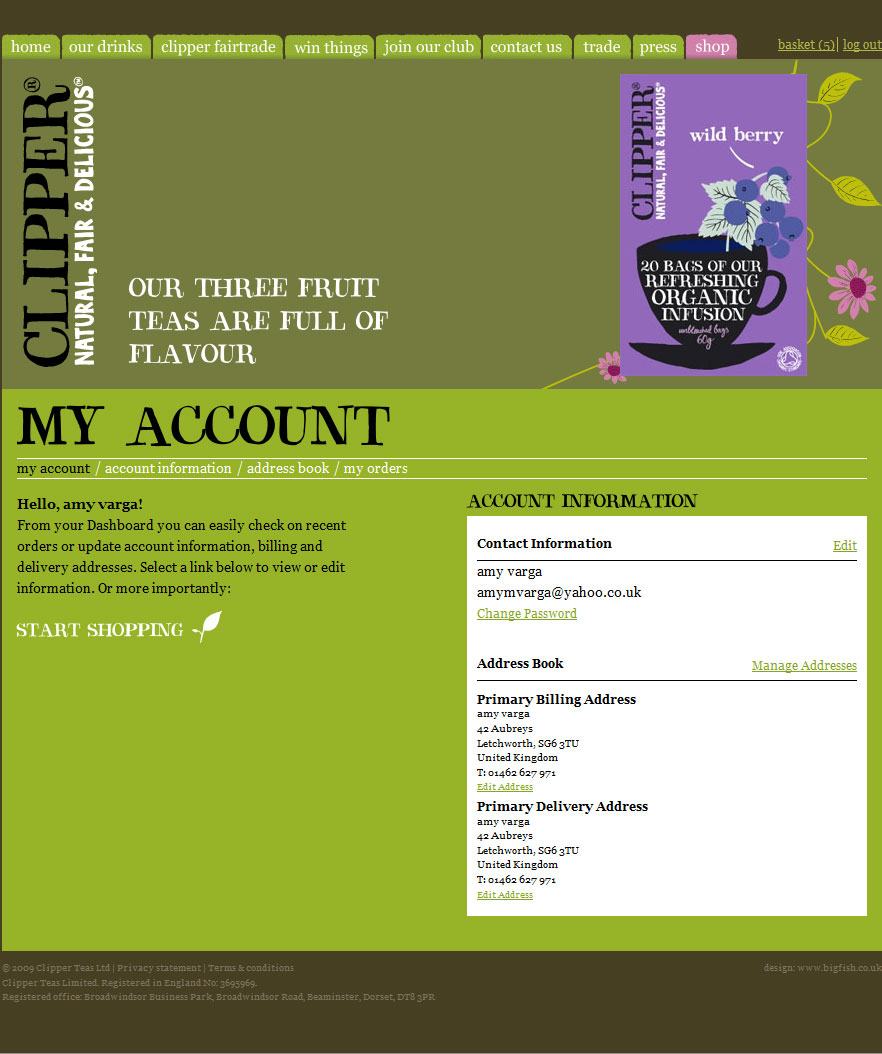 home
our drinks
clipper fairtrade
win things
join our club
contact us
trade
press
shop
basket (5)| log out
CLIPPER®
NATURAL, FAIR & DELICIOUS®
OUR THREE FRUIT
TEAS ARE FULL OF
FLAVOUR
CLIPPER®
NATURAL, FAIR & DELICIOUS®
wild berry
20 BAGS OF OUR
REFRESHING
ORGANIC
INFUSION
unbleached bags
60g
MY ACCOUNT
my account / account information / address book / my orders
Hello, amy varga!
From your Dashboard you can easily check on recent
orders or update account information, billing and
delivery addresses. Select a link below to view or edit
information. Or more importantly:
START SHOPPING
ACCOUNT INFORMATION
Contact Information
Edit
amy varga
amymvarga@yahoo.co.uk
Change Password
Address Book
Manage Addresses
Primary Billing Address
amy varga
42 Aubreys
Letchworth, SG6 3TU
United Kingdom
T: 01462 627 971
Edit Address
Primary Delivery Address
amy varga
42 Aubreys
Letchworth, SG6 3TU
United Kingdom
T: 01462 627 971
Edit Address
© 2009 Clipper Teas Ltd | Privacy statement | Terms & conditions
design: www.bigfish.co.uk
Clipper Teas Limited. Registered in England No: 3695969.
Registered office: Broadwindsor Business Park, Broadwindsor Road, Beaminster, Dorset, DT8 3PR